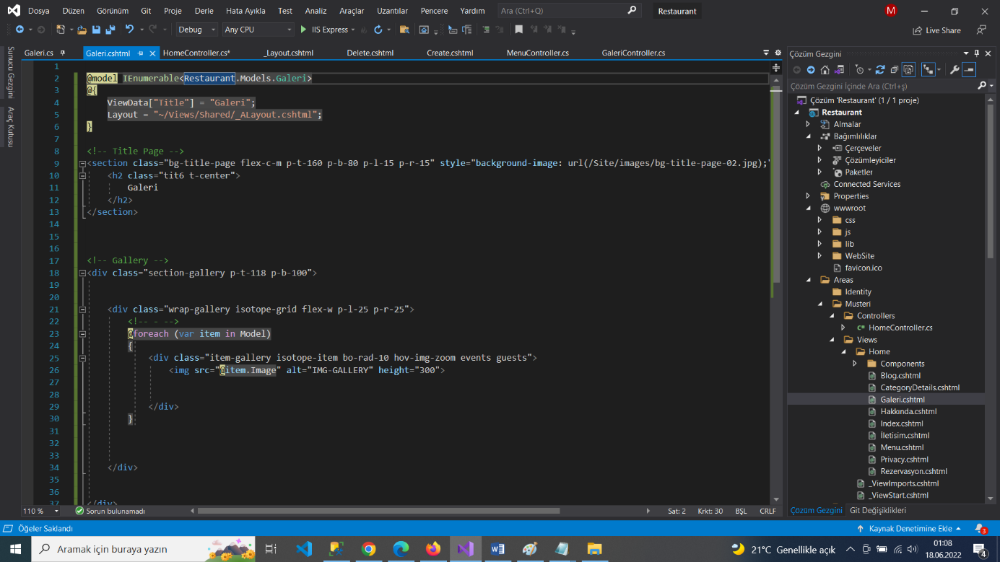 Dosya Düzen Görünüm Git Proje Derle Hata Ayıkla Test Analiz Araçlar Uzantılar Pencere Yardım Ara (Ctrl+Q) Restaurant M
Debug Any CPU IIS Express Live Share
Sunucu Gezgini
Araç Kutusu
Galeri.cs Galeri.cshtml HomeController.cs* _Layout.cshtml Delete.cshtml Create.cshtml MenuController.cs GaleriController.cs
1
2 @model IEnumerable<Restaurant.Models.Galeri>
3 @{
4 ViewData["Title"] = "Galeri";
5 Layout = "~/Views/Shared/_ALayout.cshtml";
6 }
7
8 <!-- Title Page -->
9 <section class="bg-title-page flex-c-m p-t-160 p-b-80 p-l-15 p-r-15" style="background-image: url(/Site/images/bg-title-page-02.jpg);"
10 <h2 class="tit6 t-center">
11 Galeri
12 </h2>
13 </section>
14
15
16
17 <!-- Gallery -->
18 <div class="section-gallery p-t-118 p-b-100">
19
20
21 <div class="wrap-gallery isotope-grid flex-w p-l-25 p-r-25">
22 <!-- - -->
23 @foreach (var item in Model)
24 {
25 <div class="item-gallery isotope-item bo-rad-10 hov-img-zoom events guests">
26 <img src="@item.Image" alt="IMG-GALLERY" height="300">
27
28
29 </div>
30 }
31
32
33
34 </div>
35
36
37 </div>
110 % Sorun bulunamadı Sat: 2 Krkt: 30 BŞL CRLF
Çözüm Gezgini
Çözüm Gezgini İçinde Ara (Ctrl+ş)
Çözüm 'Restaurant' (1 / 1 proje)
Restaurant
Almalar
Bağımlılıklar
Çerçeveler
Çözümleyiciler
Paketler
Connected Services
Properties
wwwroot
css
js
lib
WebSite
favicon.ico
Areas
Identity
Musteri
Controllers
C# HomeController.cs
Views
Home
Components
Blog.cshtml
CategoryDetails.cshtml
Galeri.cshtml
Hakkında.cshtml
Index.cshtml
İletisim.cshtml
Menu.cshtml
Privacy.cshtml
Rezervasyon.cshtml
_ViewImports.cshtml
_ViewStart.cshtml
Çözüm Gezgini Git Değişiklikleri
Öğeler Saklandı Kaynak Denetimine Ekle 3
Aramak için buraya yazın 21°C Genellikle açık 01:08
18.06.2022 4